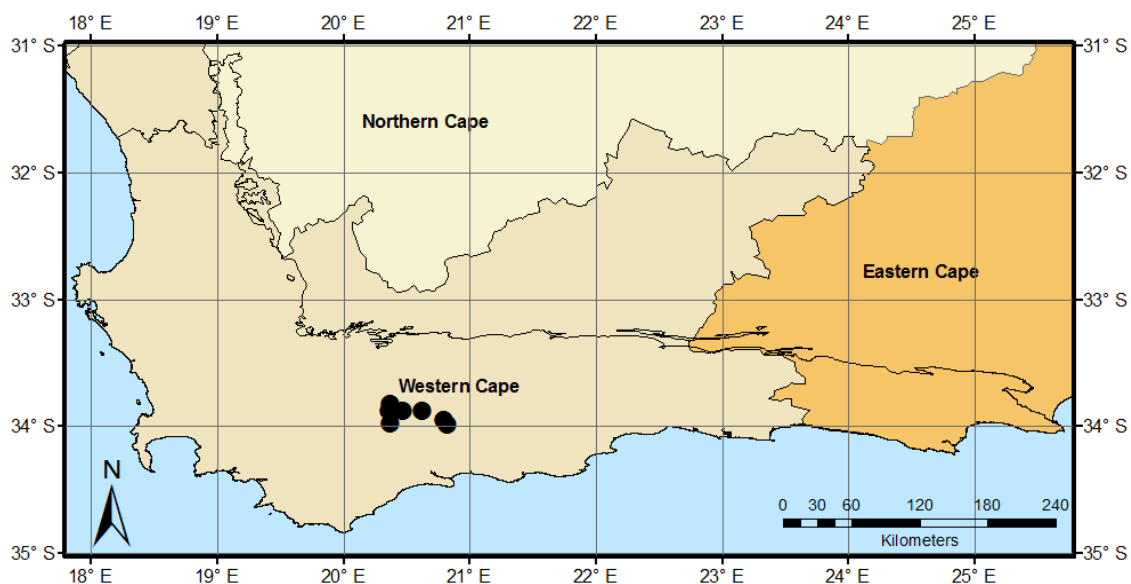 18° E 19° E 20° E 21° E 22° E 23° E 24° E 25° E
31° S 31° S
Northern Cape
32° S 32° S
Eastern Cape
33° S 33° S
Western Cape
34° S 34° S
N
0 30 60 120 180 240
Kilometers
35° S 35° S
18° E 19° E 20° E 21° E 22° E 23° E 24° E 25° E